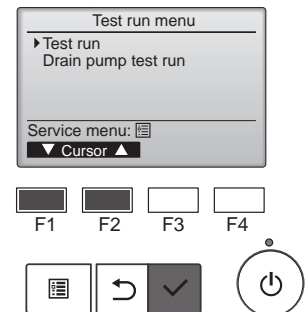 Test run menu
Test run
Drain pump test run
Service menu:
▼ Cursor ▲
F1 F2 F3 F4